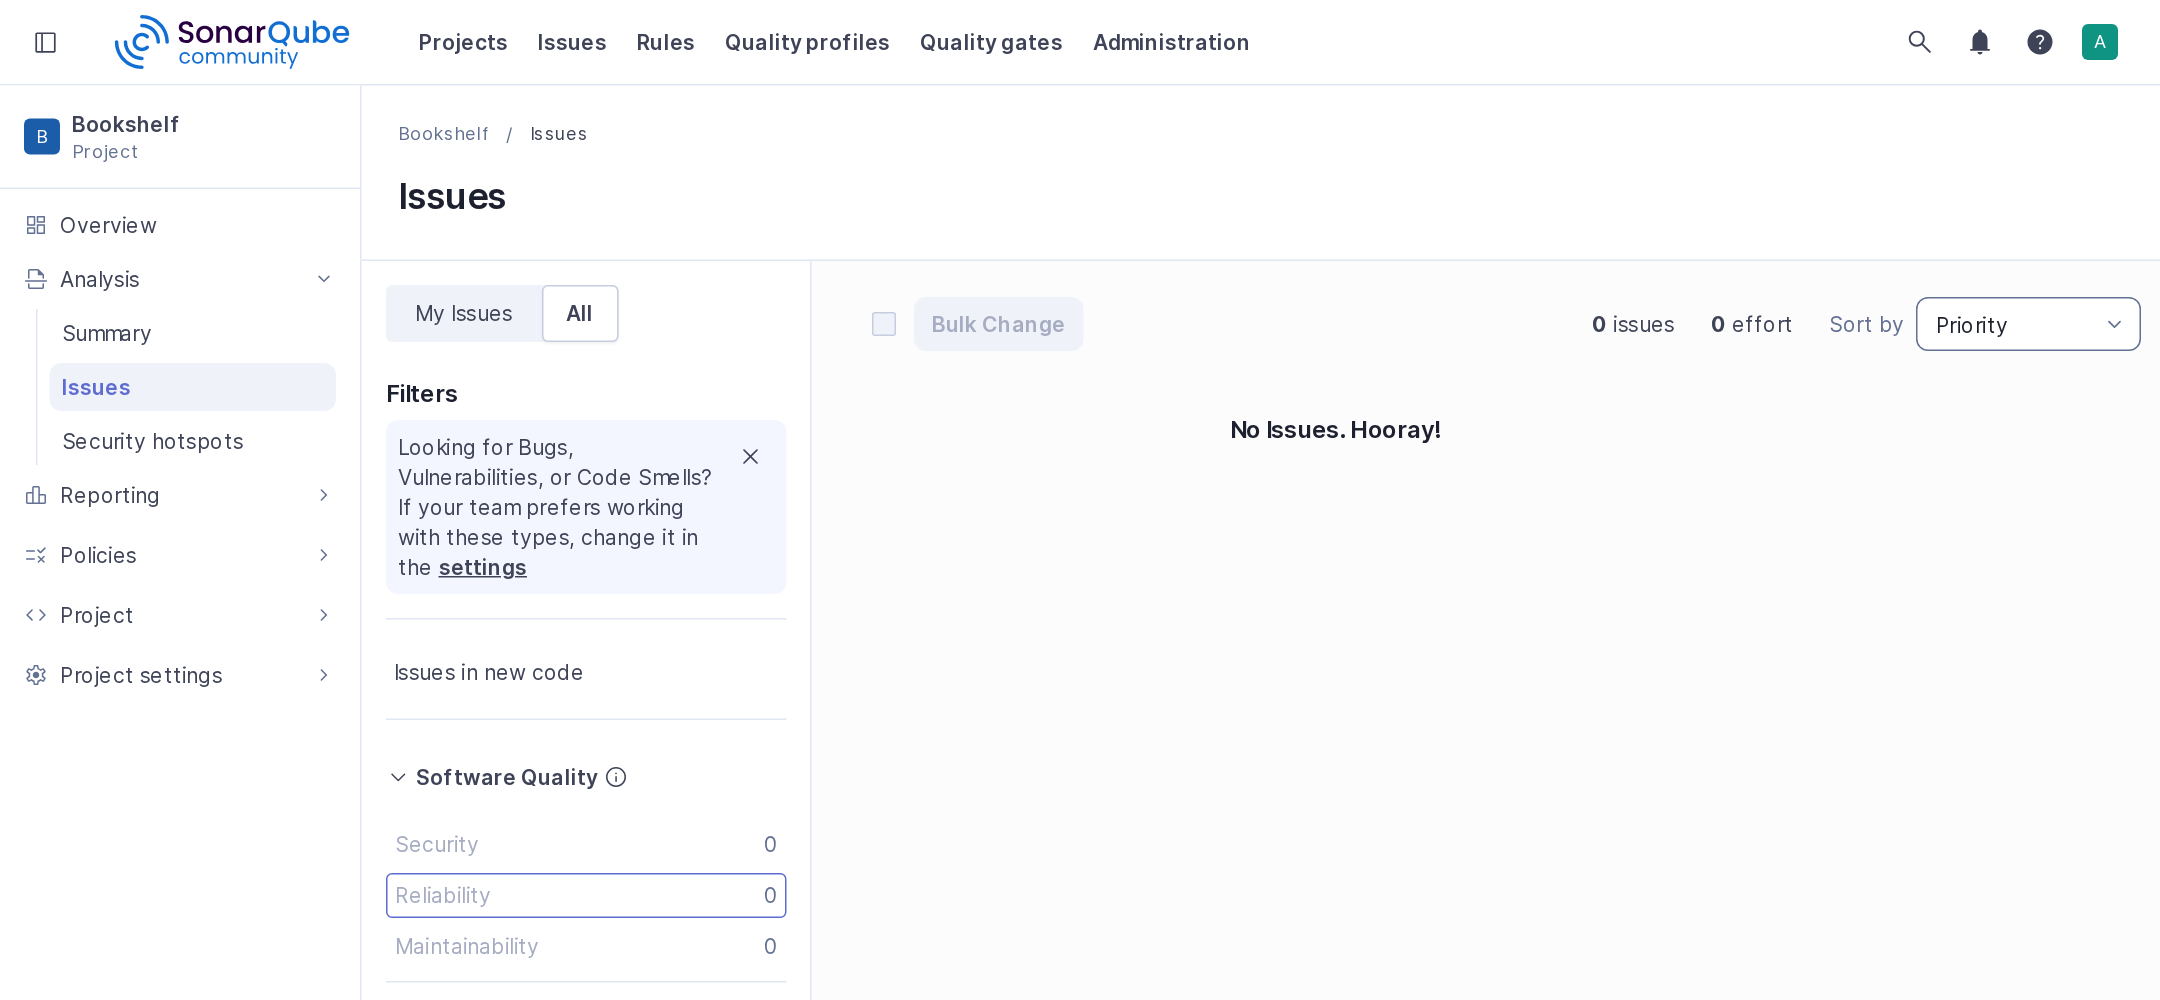 SonarQube community
Projects Issues Rules Quality profiles Quality gates Administration
A
B
Bookshelf
Project
Overview
Analysis
Summary
Issues
Security hotspots
Reporting
Policies
Project
Project settings
Bookshelf / Issues
Issues
My Issues All
Filters
Looking for Bugs,
Vulnerabilities, or Code Smells?
If your team prefers working
with these types, change it in
the settings
Issues in new code
Software Quality
Security 0
Reliability 0
Maintainability 0
Bulk Change
0 issues 0 effort Sort by Priority
No Issues. Hooray!